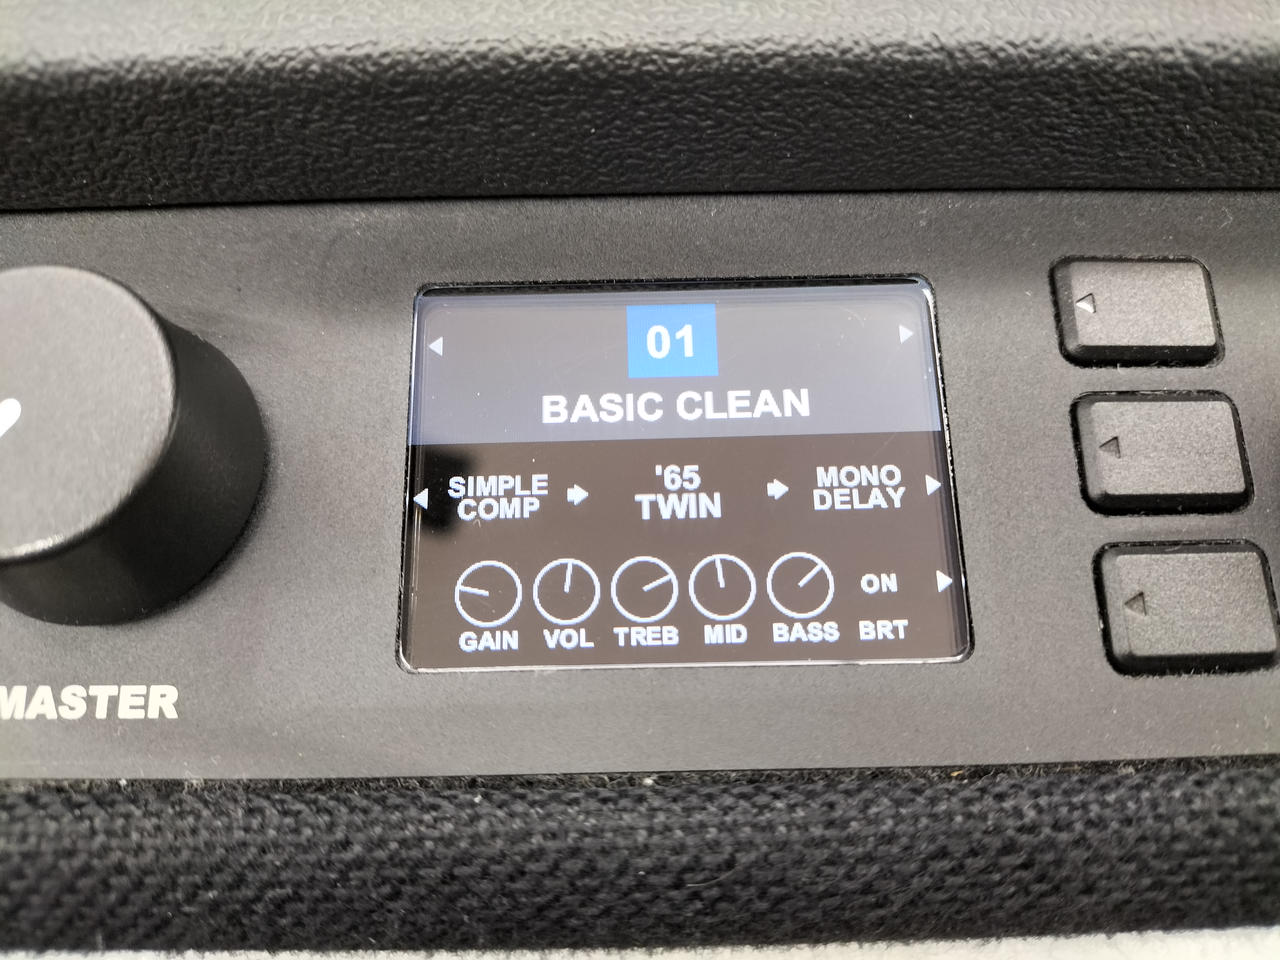 01
BASIC CLEAN
SIMPLE COMP
'65 TWIN
MONO DELAY
ON
GAIN VOL TREB MID BASS BRT
MASTER